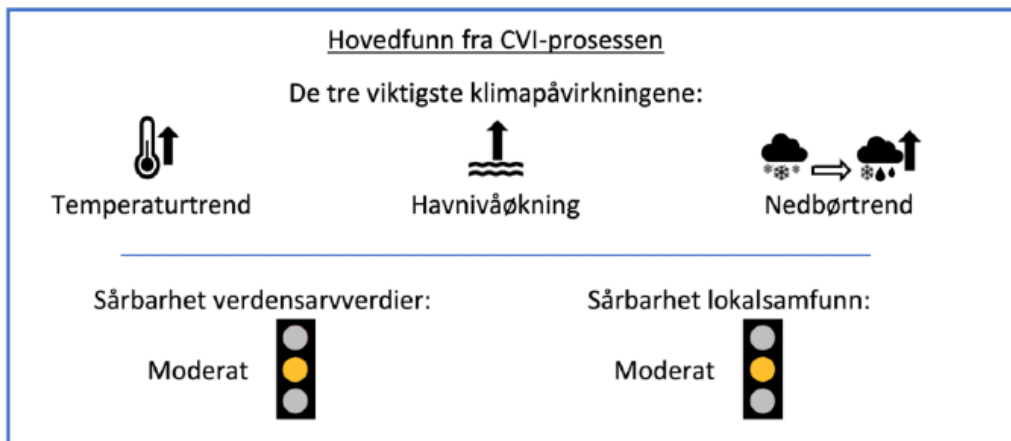 Hovedfunn fra CVI-prosessen
De tre viktigste klimapåvirkningene:
Temperaturtrend
Havnivåøkning
Nedbørtrend
Sårbarhet verdensarvverdier:
Moderat
Sårbarhet lokalsamfunn:
Moderat